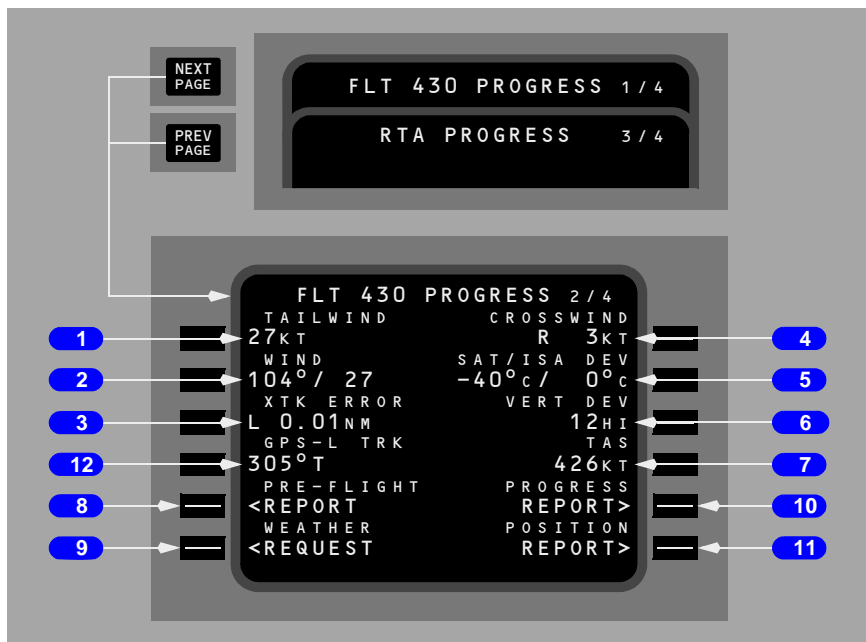 NEXT
PAGE
FLT 430 PROGRESS 1/4
PREV
PAGE
RTA PROGRESS 3/4
FLT 430 PROGRESS 2/4
TAILWIND CROSSWIND
1 27KT R 3KT 4
WIND SAT/ISA DEV
2 104°/ 27 -40°C/ 0°C 5
XTK ERROR VERT DEV
3 L 0.01NM 12HI 6
GPS-L TRK TAS
12 305°T 426KT 7
PRE-FLIGHT PROGRESS
8 <REPORT REPORT> 10
WEATHER POSITION
9 <REQUEST REPORT> 11